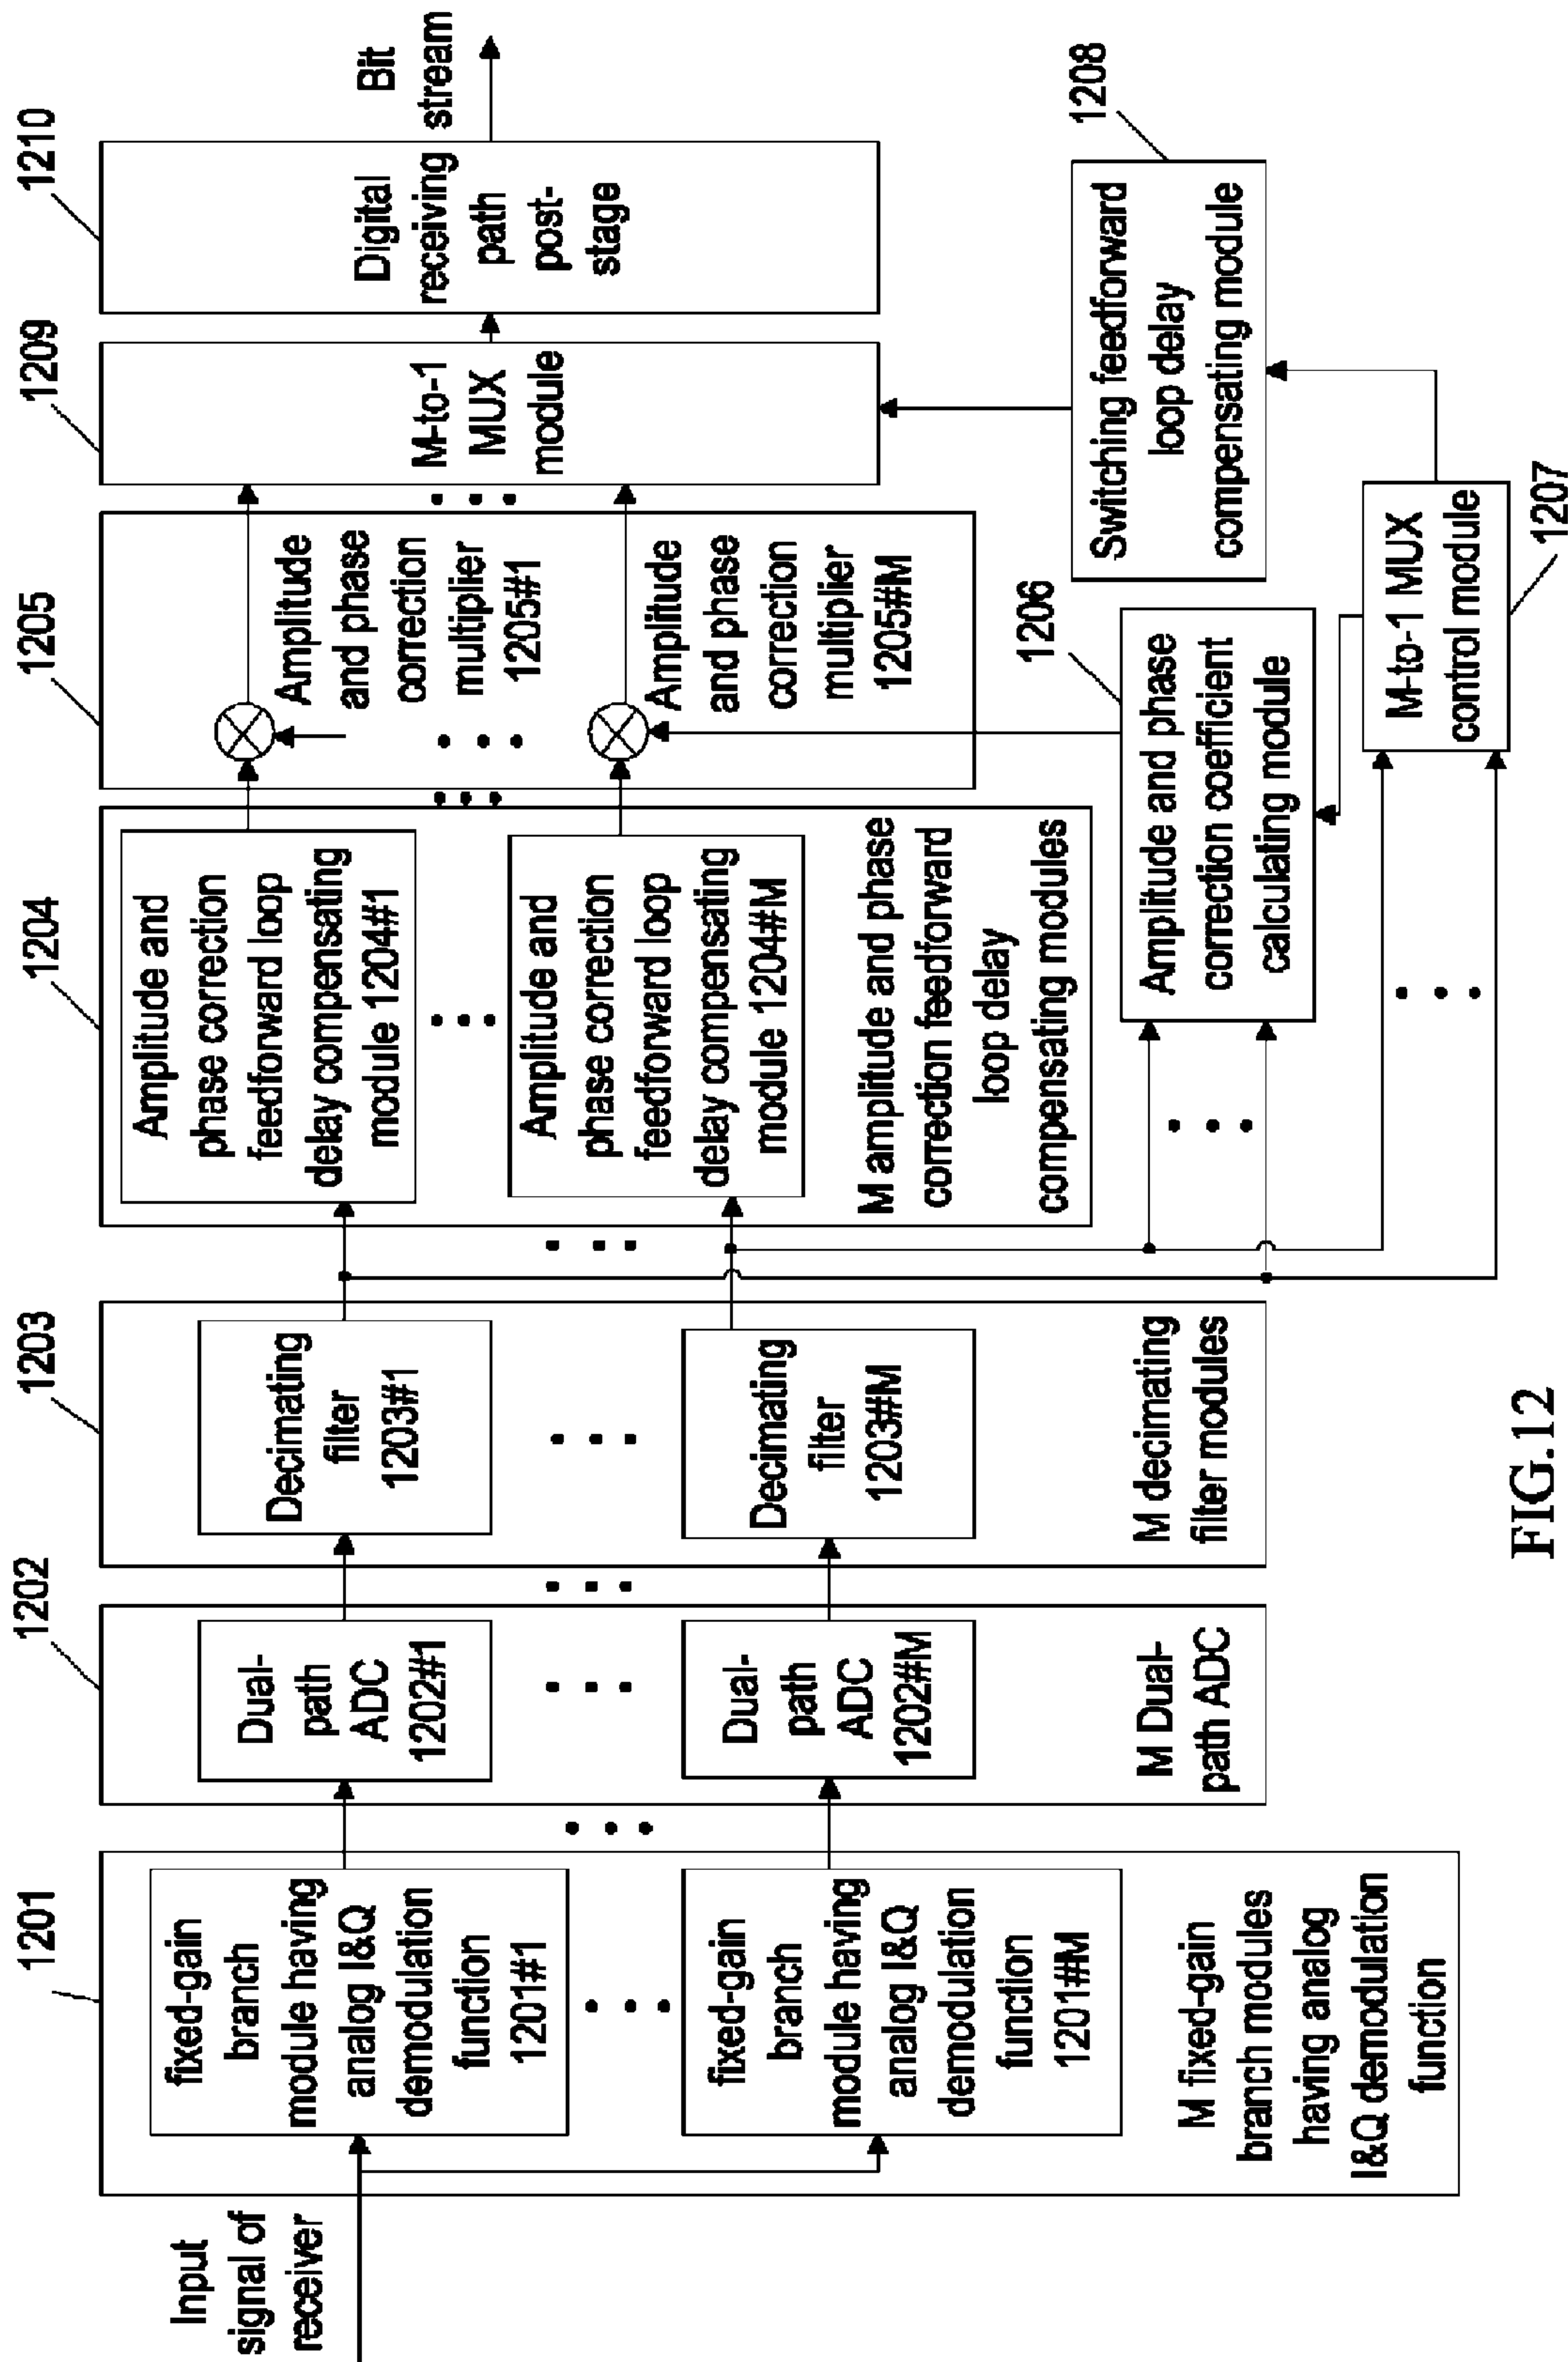 1201
1202
1203
1204
1205
1209
1210
Input
signal of
receiver
fixed-gain
branch
module having
analog I&Q
demodulation
function
1201#1
fixed-gain
branch
module having
analog I&Q
demodulation
function
1201#M
M fixed-gain
branch modules
having analog
I&Q demodulation
function
Dual-
path
ADC
1202#1
Dual-
path
ADC
1202#M
M Dual-
path ADC
Decimating
filter
1203#1
Decimating
filter
1203#M
M decimating
filter modules
Amplitude and
phase correction
feedforward loop
delay compensating
module 1204#1
Amplitude and
phase correction
feedforward loop
delay compensating
module 1204#M
M amplitude and phase
correction feedforward
loop delay
compensating modules
Amplitude
and phase
correction
multiplier
1205#1
Amplitude
and phase
correction
multiplier
1205#M
M-to-1
MUX
module
Digital
receiving
path
post-
stage
Bit
stream
1206
Amplitude and phase
correction coefficient
calculating module
1208
Switching feedforward
loop delay
compensating module
M-to-1 MUX
control module
1207
FIG.12